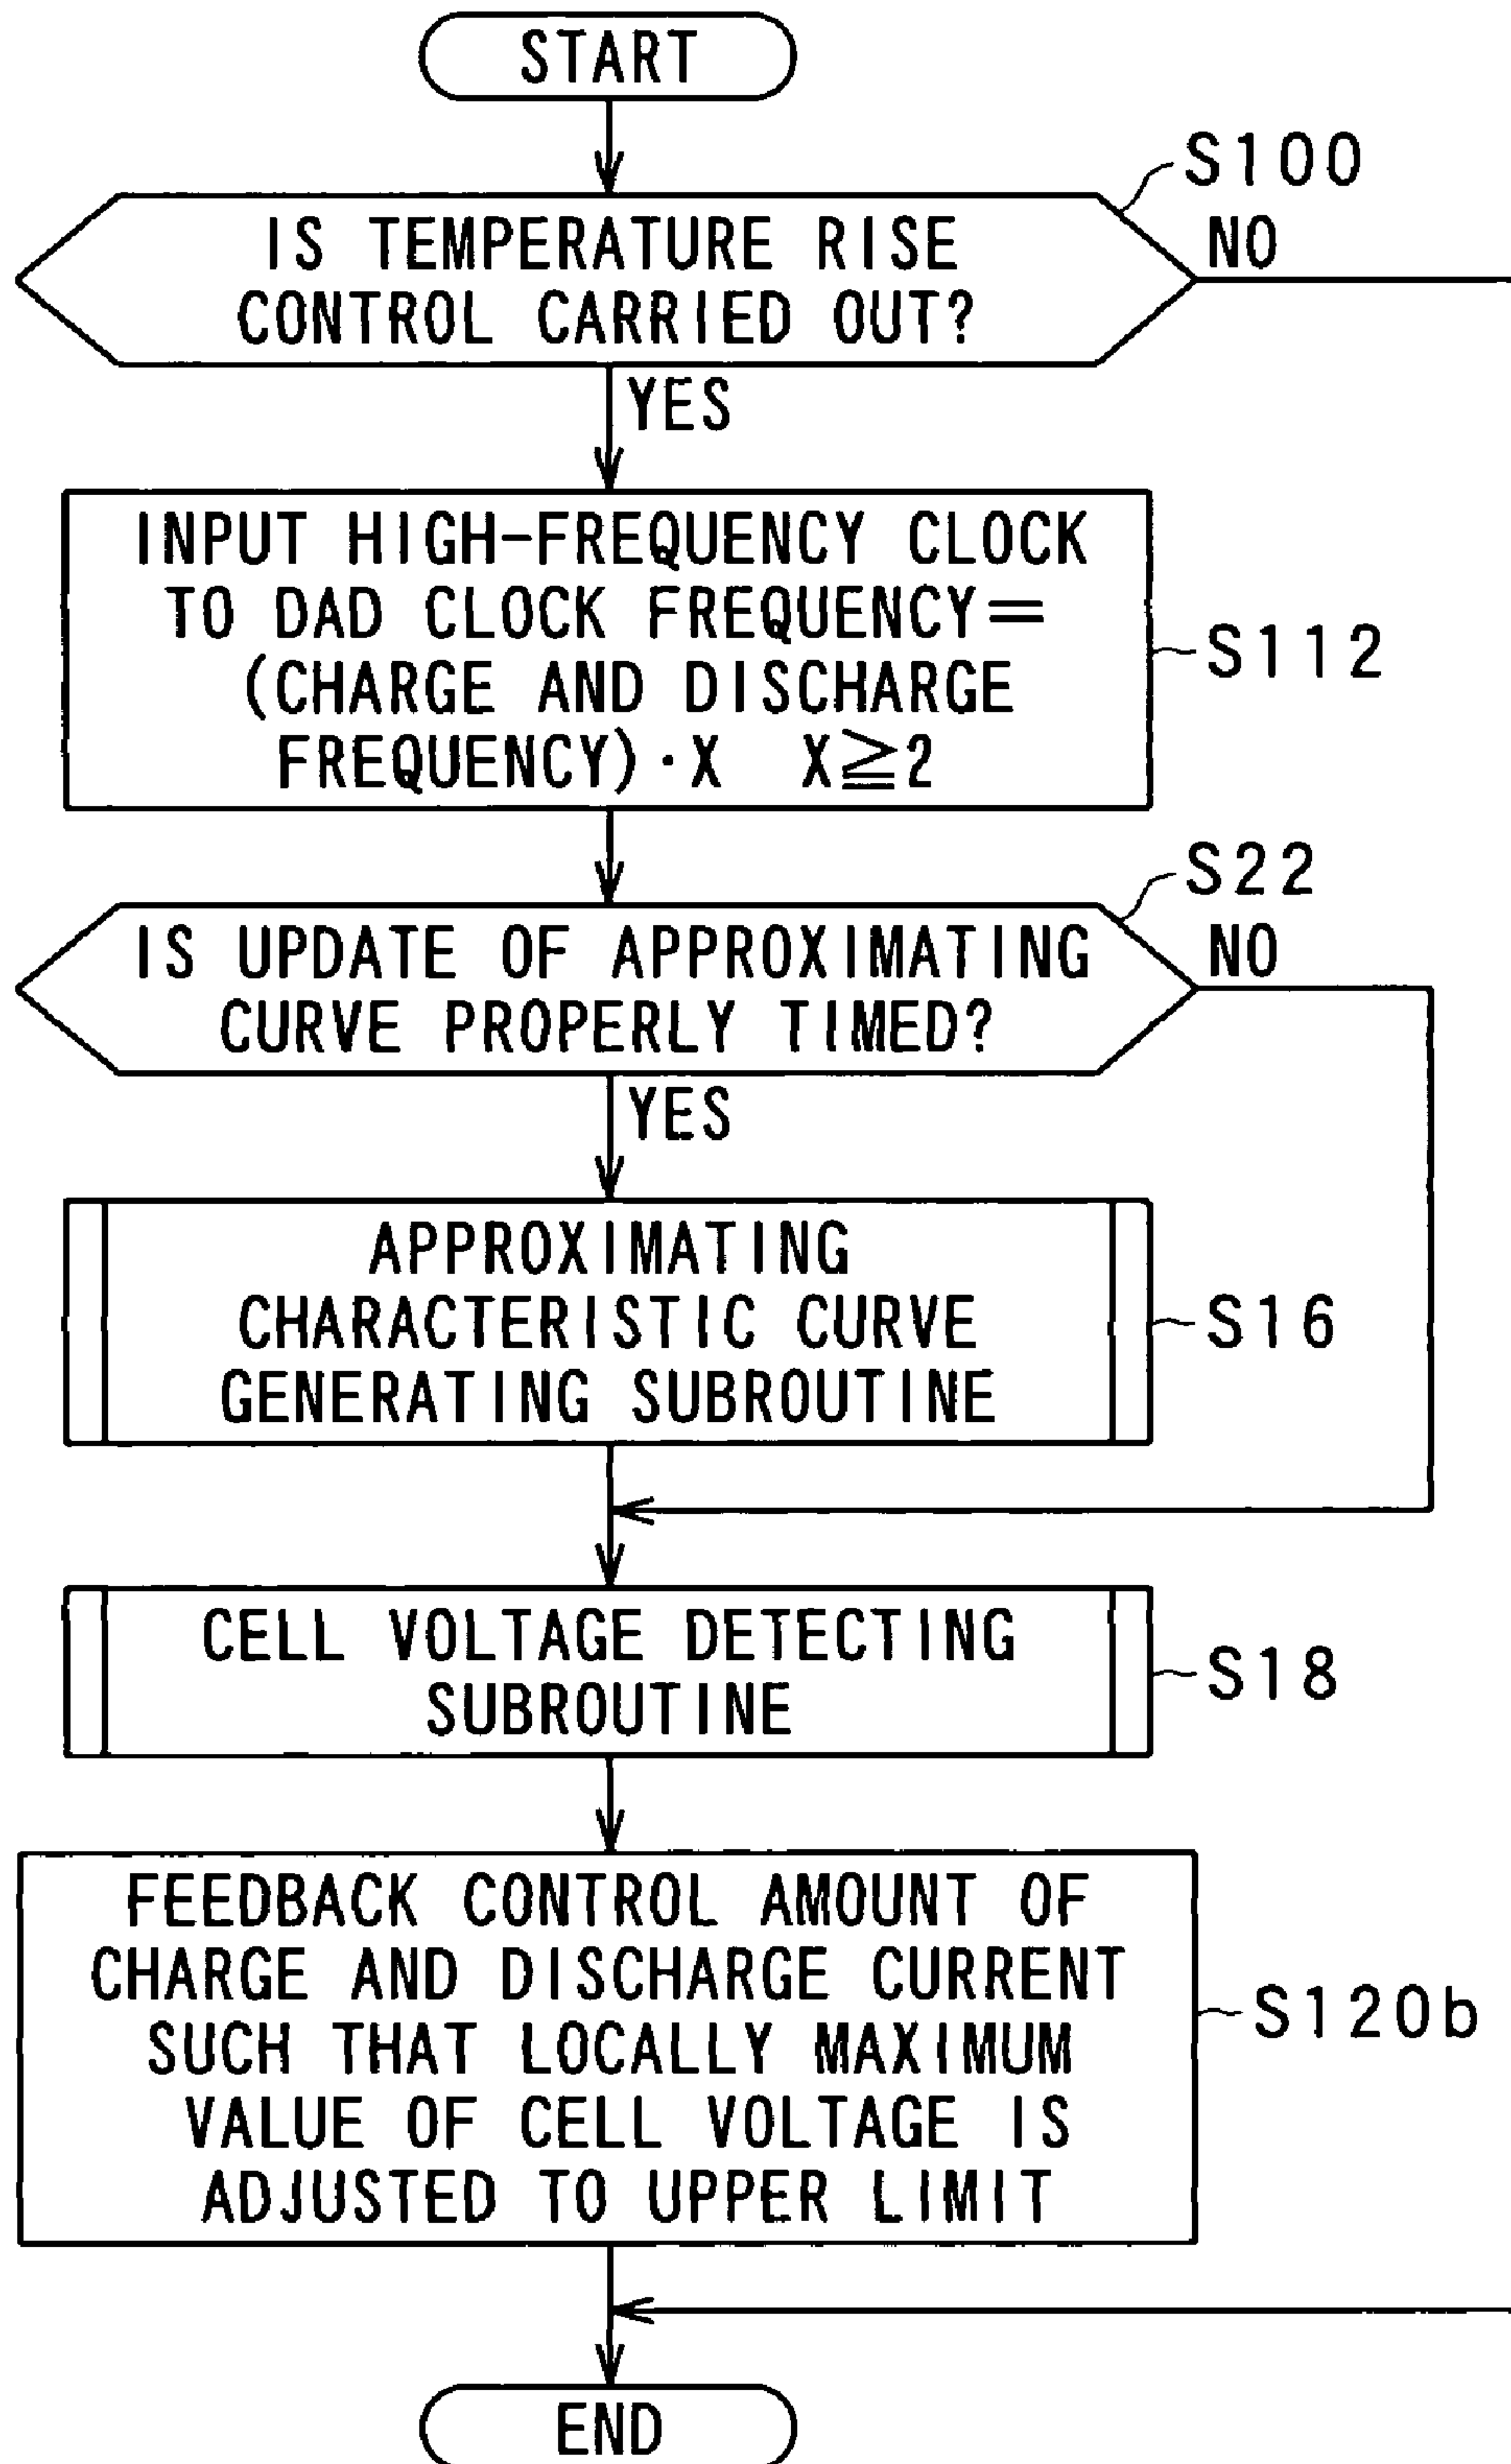 START
S100
IS TEMPERATURE RISE
CONTROL CARRIED OUT?
NO
YES
INPUT HIGH-FREQUENCY CLOCK
TO DAD CLOCK FREQUENCY=
(CHARGE AND DISCHARGE
FREQUENCY)·X X≧2
S112
S22
IS UPDATE OF APPROXIMATING
CURVE PROPERLY TIMED?
NO
YES
APPROXIMATING
CHARACTERISTIC CURVE
GENERATING SUBROUTINE
S16
CELL VOLTAGE DETECTING
SUBROUTINE
S18
FEEDBACK CONTROL AMOUNT OF
CHARGE AND DISCHARGE CURRENT
SUCH THAT LOCALLY MAXIMUM
VALUE OF CELL VOLTAGE IS
ADJUSTED TO UPPER LIMIT
S120b
END